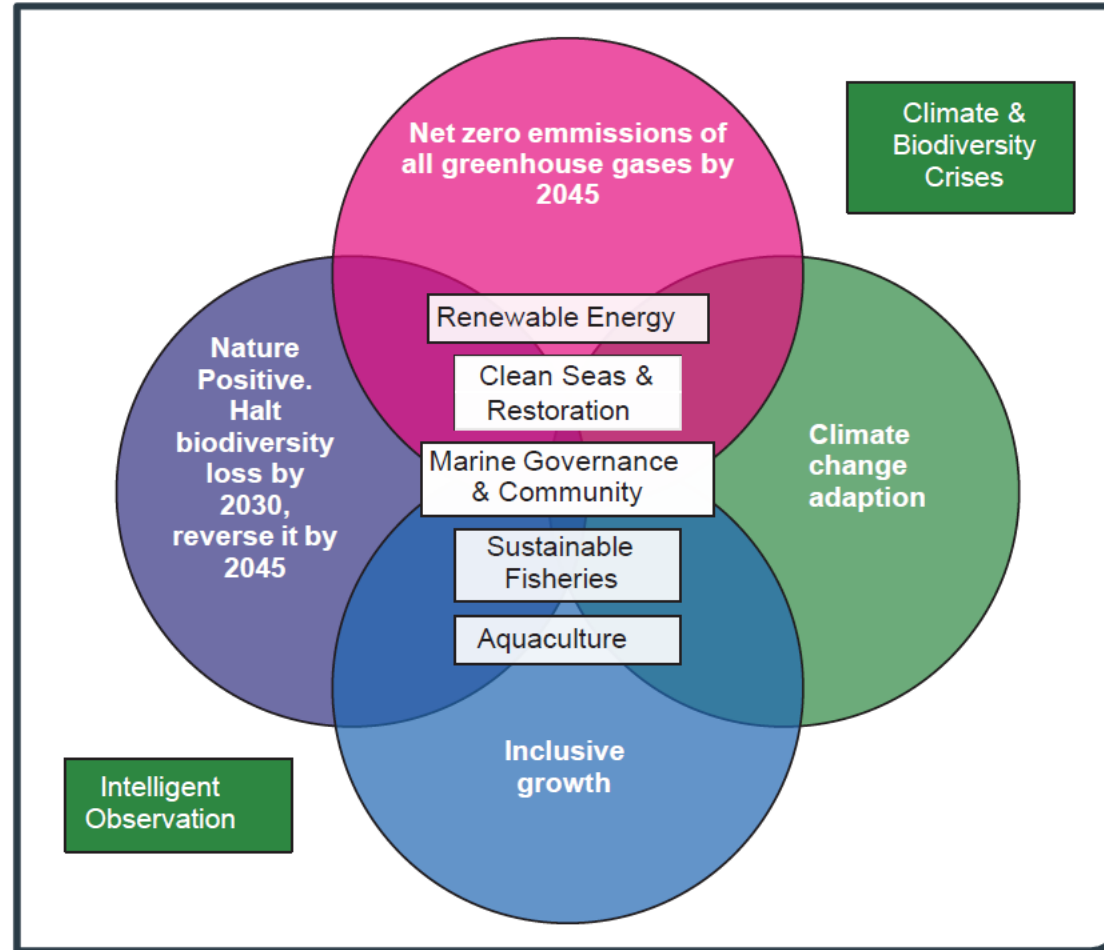 Net zero emmissions of
all greenhouse gases by
2045
Climate &
Biodiversity
Crises
Renewable Energy
Clean Seas &
Restoration
Marine Governance
& Community
Sustainable
Fisheries
Aquaculture
Nature
Positive.
Halt
biodiversity
loss by
2030,
reverse it by
2045
Climate
change
adaption
Inclusive
growth
Intelligent
Observation